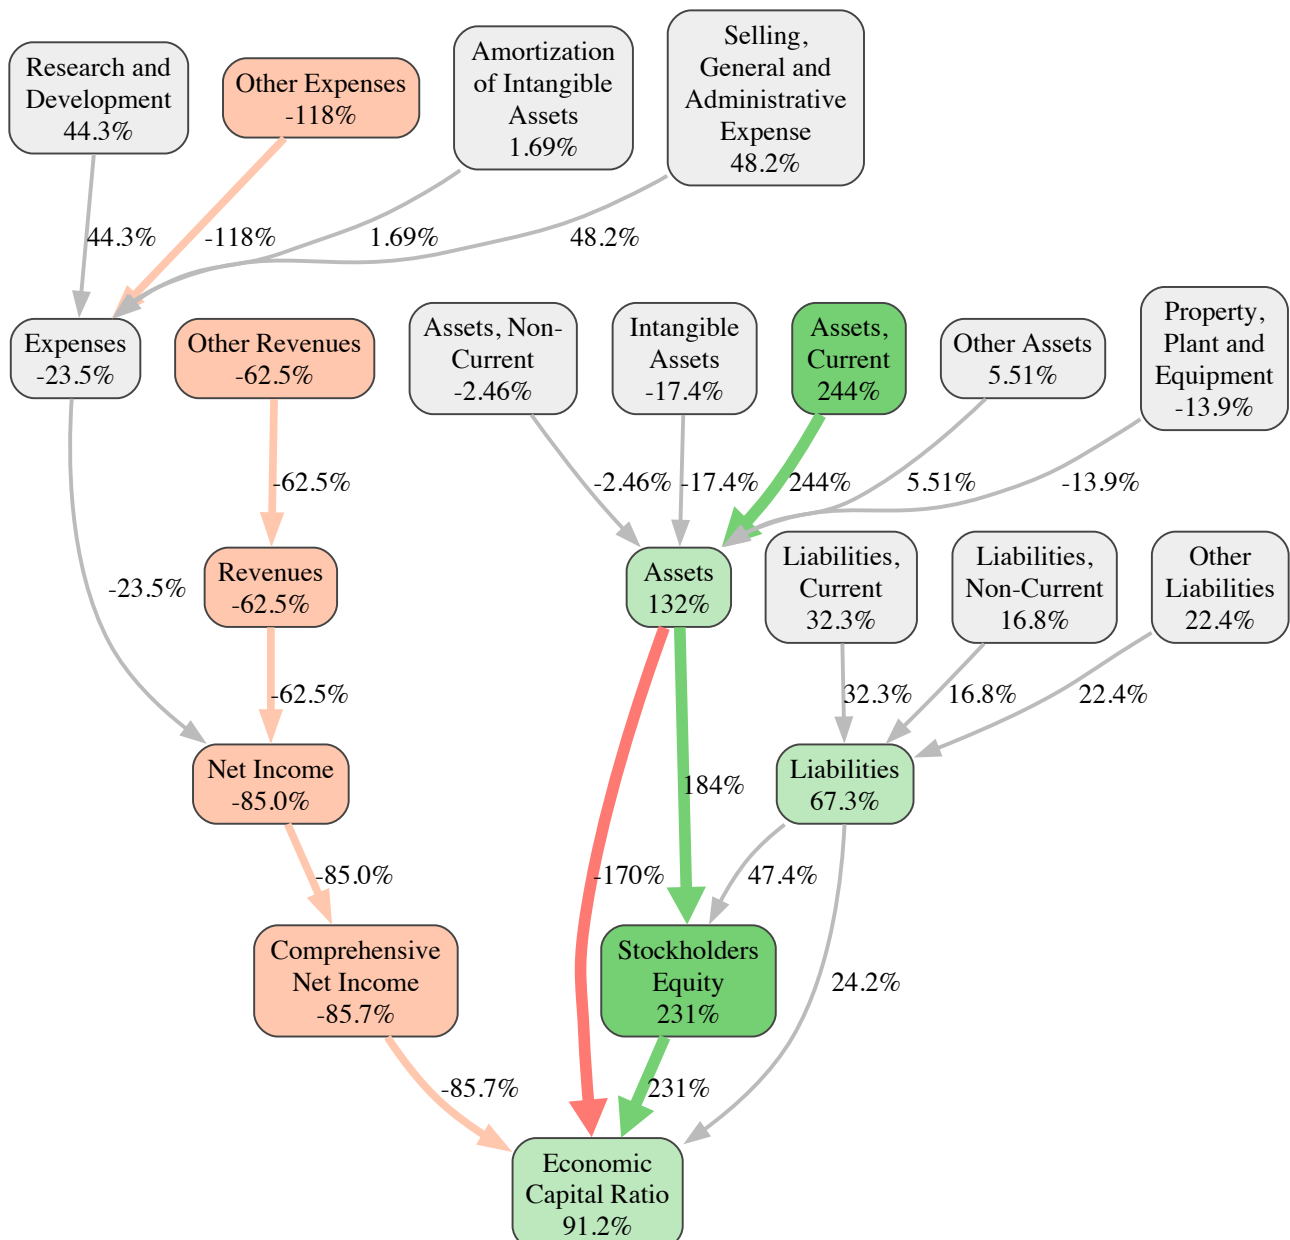 Research and
Development
44.3%
Other Expenses
-118%
Amortization
of Intangible
Assets
1.69%
Selling,
General and
Administrative
Expense
48.2%
44.3%
-118%
1.69%
48.2%
Expenses
-23.5%
Other Revenues
-62.5%
Assets, Non-
Current
-2.46%
Intangible
Assets
-17.4%
Assets,
Current
244%
Other Assets
5.51%
Property,
Plant and
Equipment
-13.9%
-62.5%
-2.46%
-17.4%
244%
5.51%
-13.9%
-23.5%
Revenues
-62.5%
Assets
132%
Liabilities,
Current
32.3%
Liabilities,
Non-Current
16.8%
Other
Liabilities
22.4%
-62.5%
32.3%
16.8%
22.4%
Net Income
-85.0%
184%
Liabilities
67.3%
-85.0%
-170%
47.4%
Comprehensive
Net Income
-85.7%
Stockholders
Equity
231%
24.2%
-85.7%
231%
Economic
Capital Ratio
91.2%